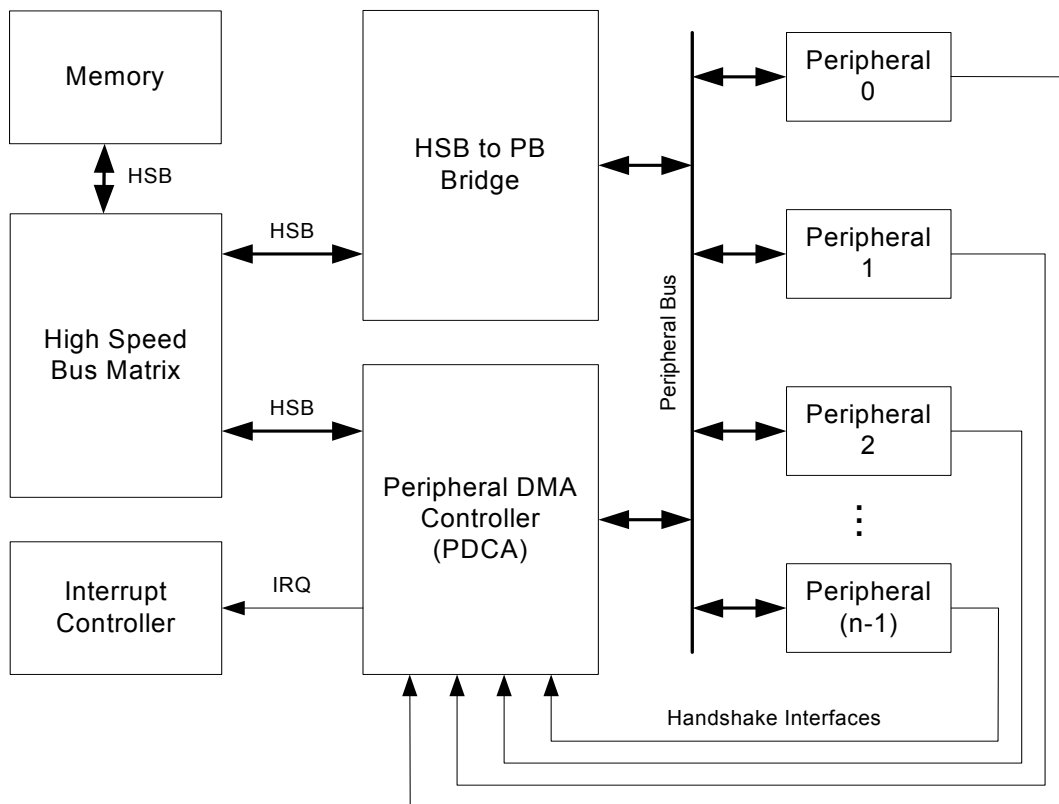 Memory
HSB
High Speed
Bus Matrix
Interrupt
Controller
HSB
HSB
IRQ
HSB to PB
Bridge
Peripheral DMA
Controller
(PDCA)
Peripheral Bus
Peripheral
0
Peripheral
1
Peripheral
2
⋮
Peripheral
(n-1)
Handshake Interfaces